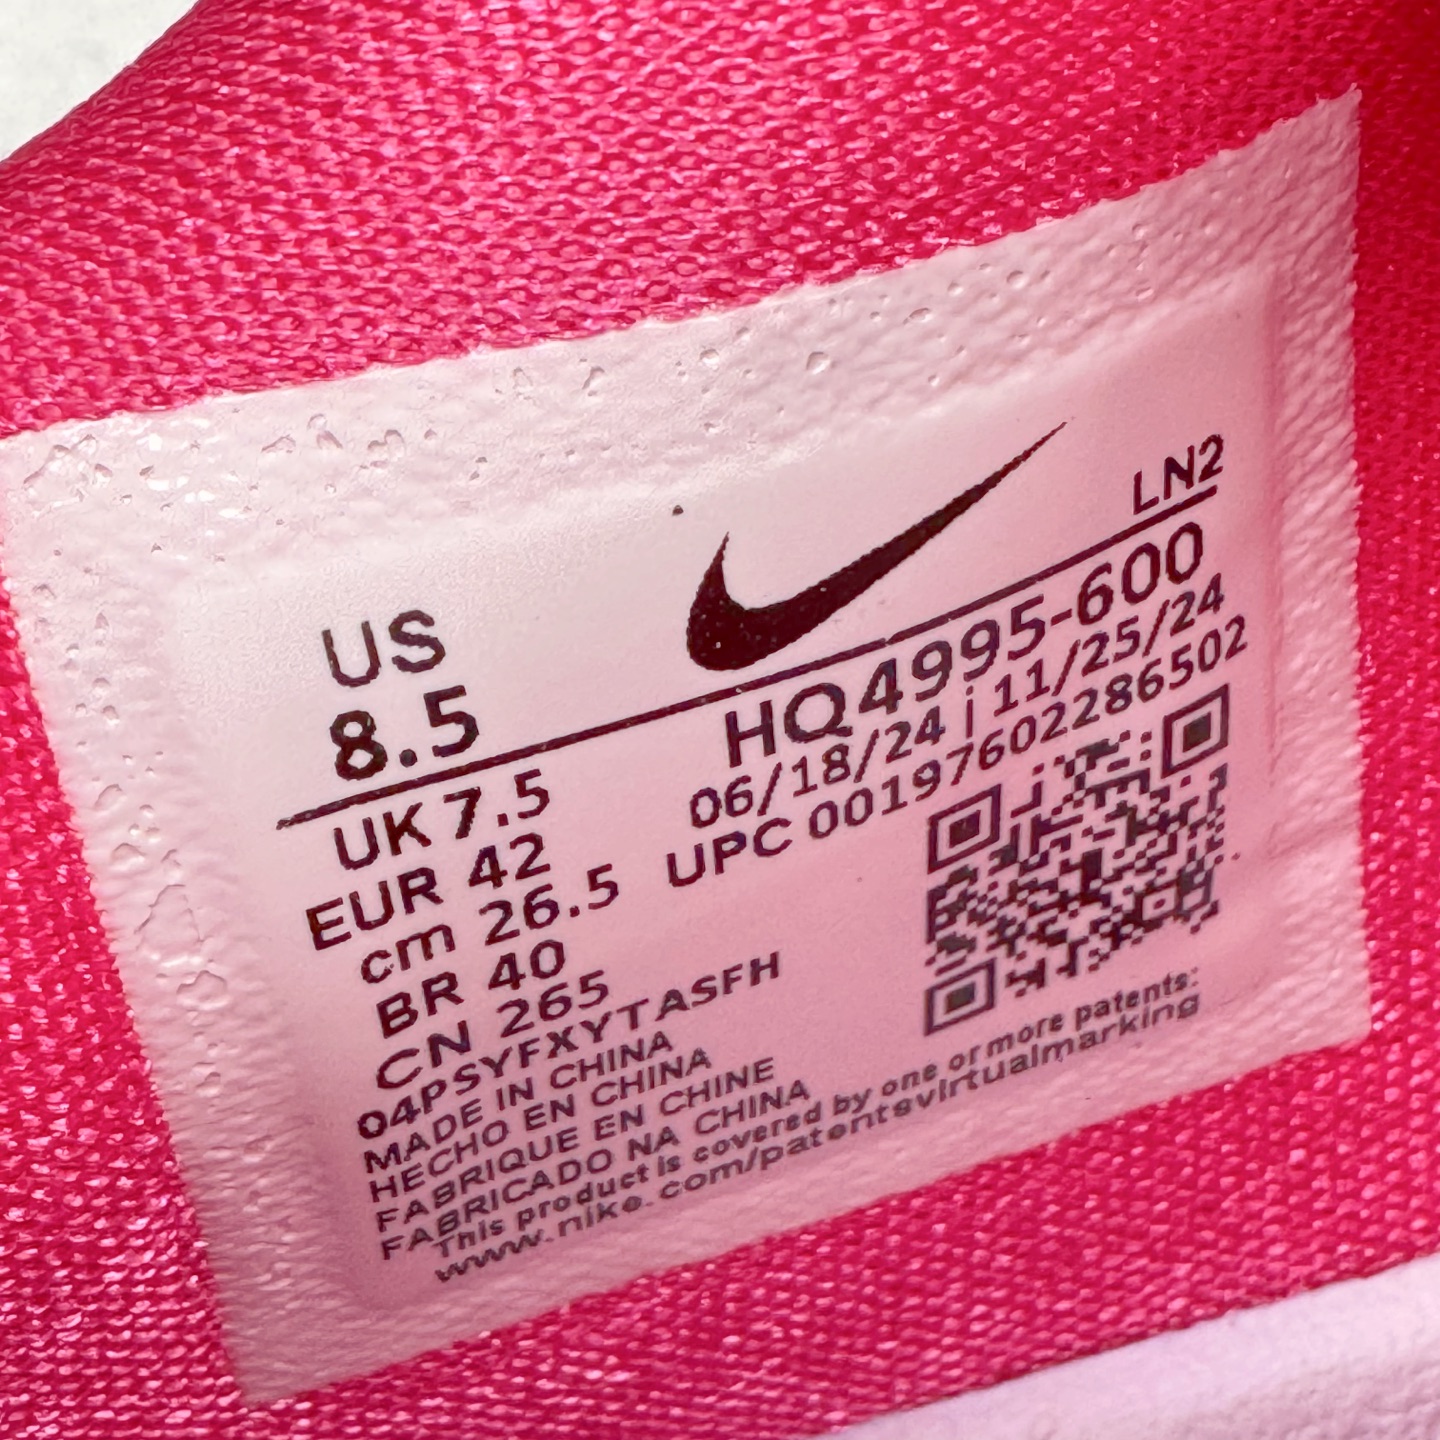 LN2
US
8.5
HQ4995-600
06/18/24 ¡ 11/25/24
UPC 00197602286502
UK 7.5
EUR 42
cm 26.5
BR 40
CN 265
04PSYFXYTASFH
MADE IN CHINA
HECHO EN CHINA
FABRIQUE EN CHINE
FABRICADO NA CHINA
This product is covered by one or more patents:
www.nike.com/patentsvirtualmarking